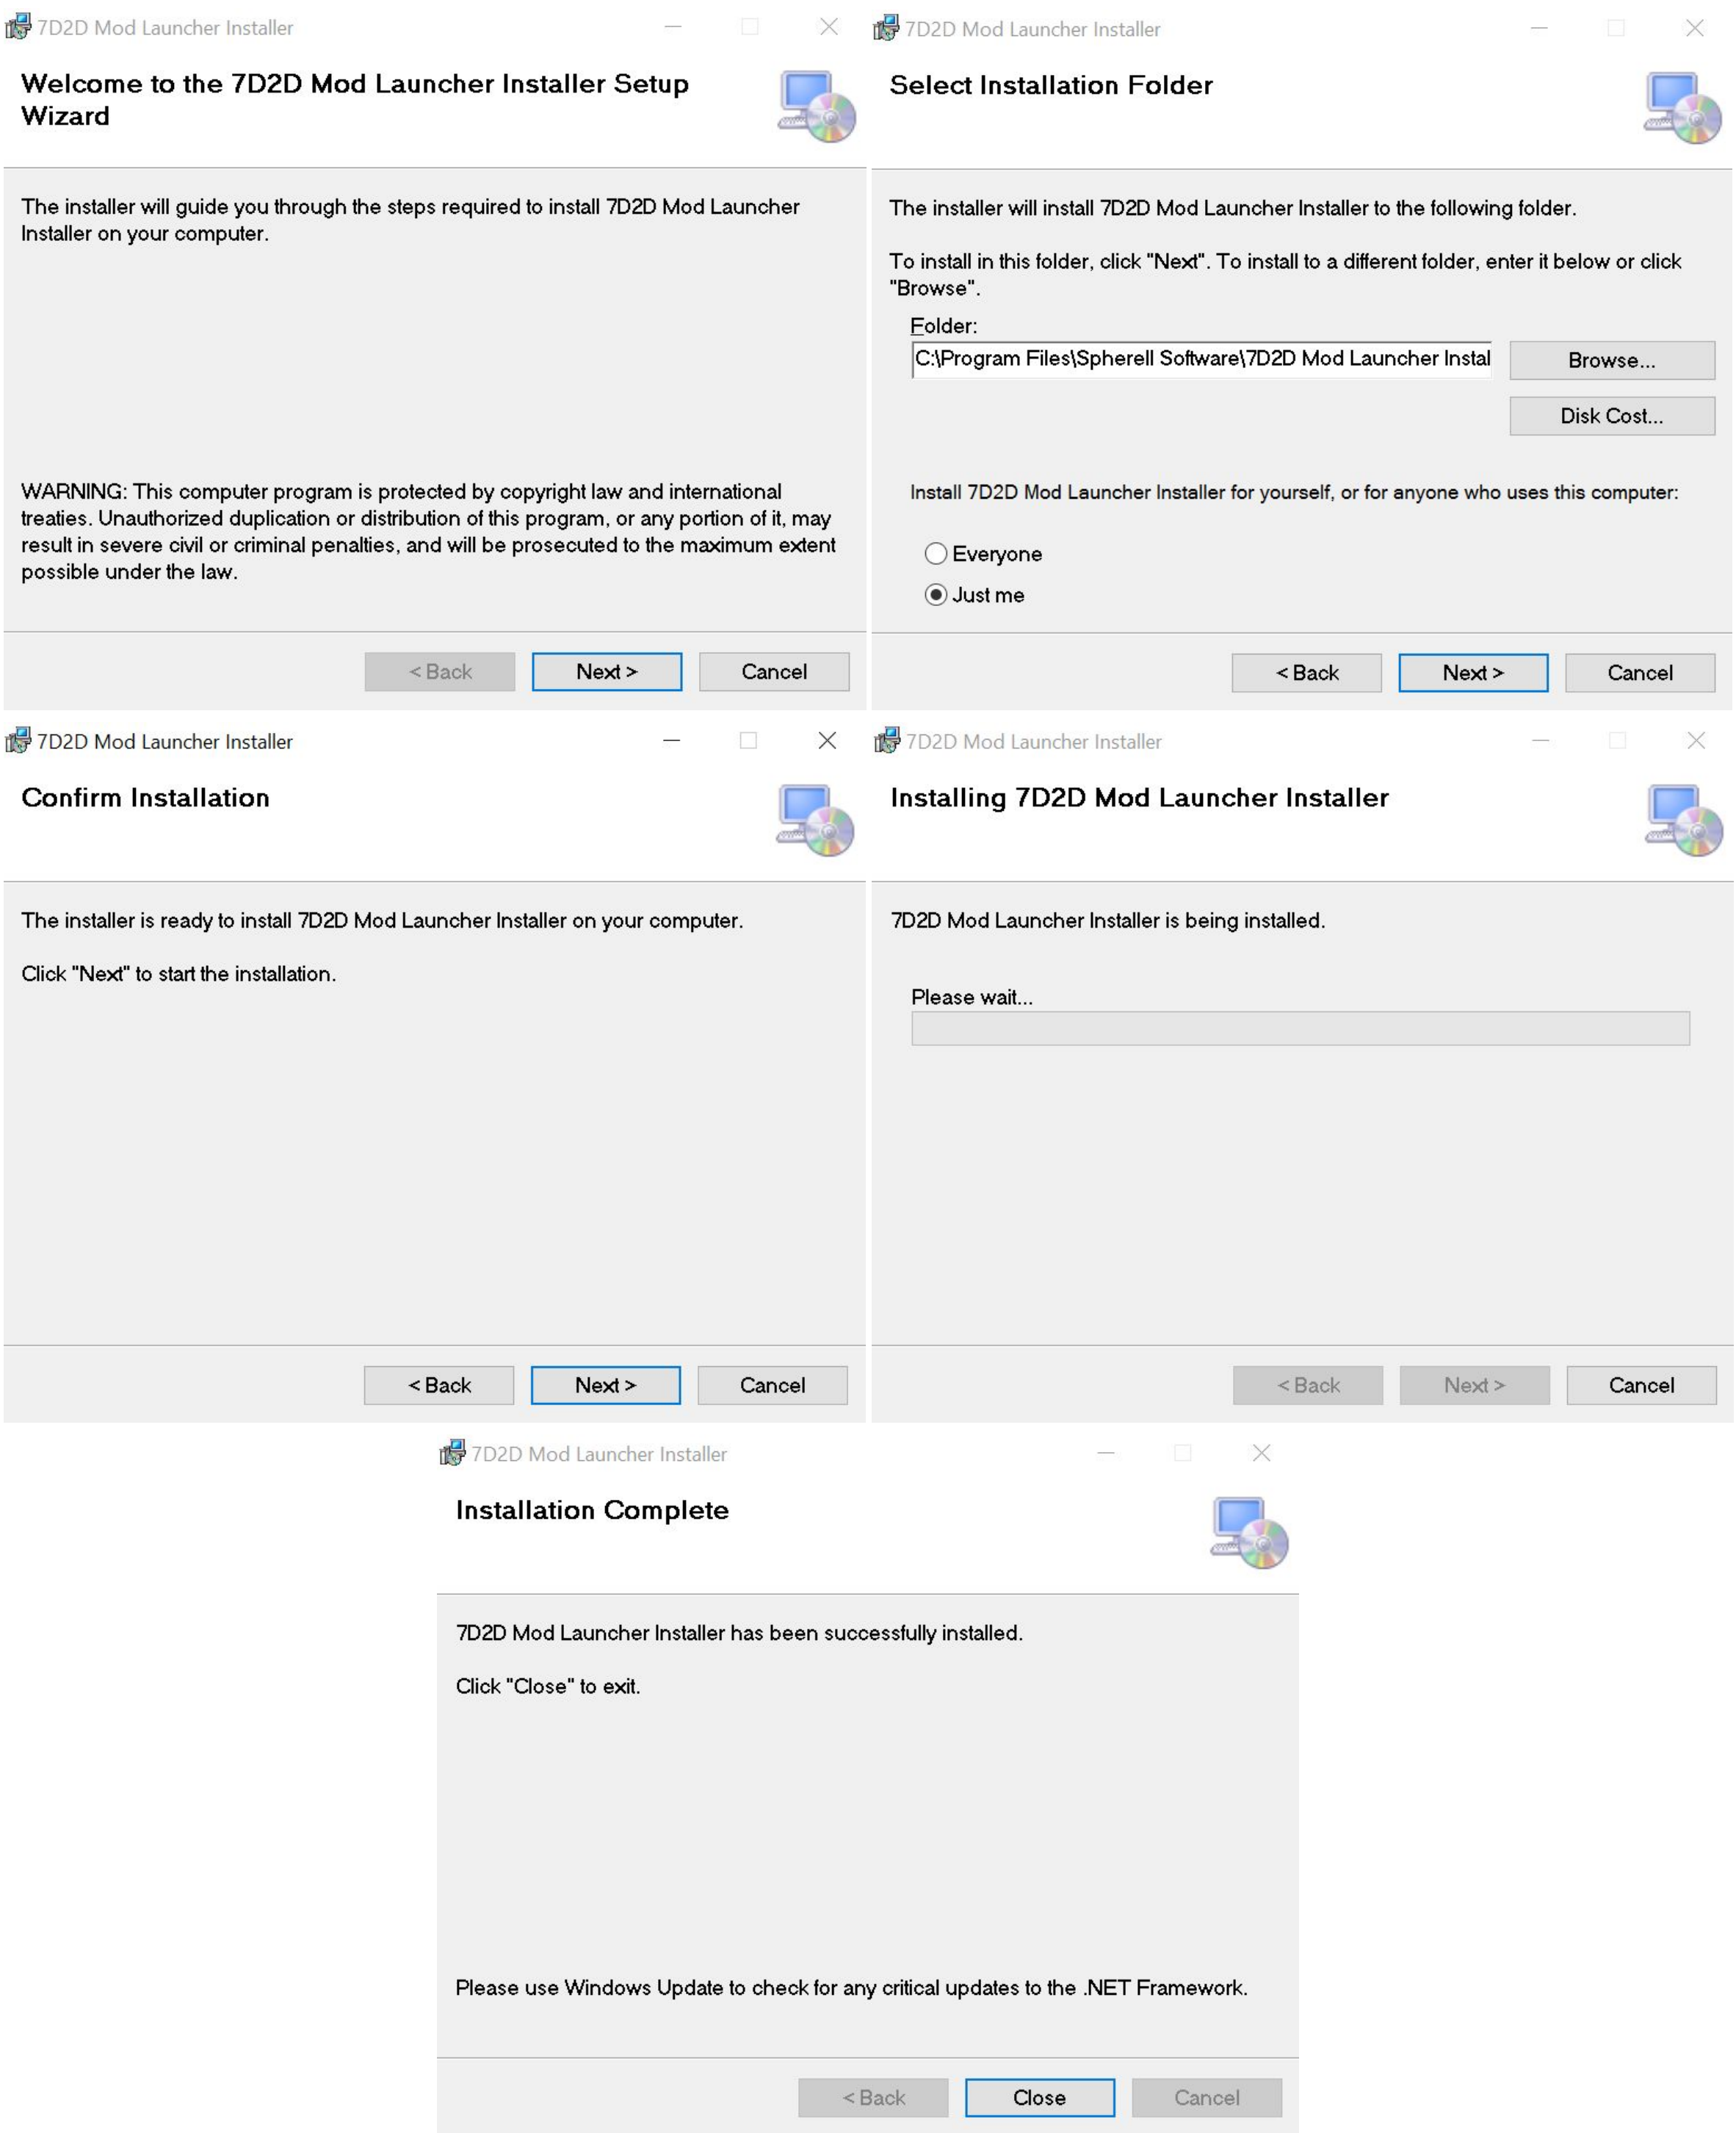 7D2D Mod Launcher Installer
Welcome to the 7D2D Mod Launcher Installer Setup
Wizard
The installer will guide you through the steps required to install 7D2D Mod Launcher
Installer on your computer.
WARNING: This computer program is protected by copyright law and international
treaties. Unauthorized duplication or distribution of this program, or any portion of it, may
result in severe civil or criminal penalties, and will be prosecuted to the maximum extent
possible under the law.
< Back
Next >
Cancel
7D2D Mod Launcher Installer
Select Installation Folder
The installer will install 7D2D Mod Launcher Installer to the following folder.
To install in this folder, click "Next". To install to a different folder, enter it below or click
"Browse".
Folder:
C:\Program Files\Spherell Software\7D2D Mod Launcher Instal
Browse...
Disk Cost...
Install 7D2D Mod Launcher Installer for yourself, or for anyone who uses this computer:
Everyone
Just me
< Back
Next >
Cancel
7D2D Mod Launcher Installer
Confirm Installation
The installer is ready to install 7D2D Mod Launcher Installer on your computer.
Click "Next" to start the installation.
< Back
Next >
Cancel
7D2D Mod Launcher Installer
Installing 7D2D Mod Launcher Installer
7D2D Mod Launcher Installer is being installed.
Please wait...
< Back
Next >
Cancel
7D2D Mod Launcher Installer
Installation Complete
7D2D Mod Launcher Installer has been successfully installed.
Click "Close" to exit.
Please use Windows Update to check for any critical updates to the .NET Framework.
< Back
Close
Cancel